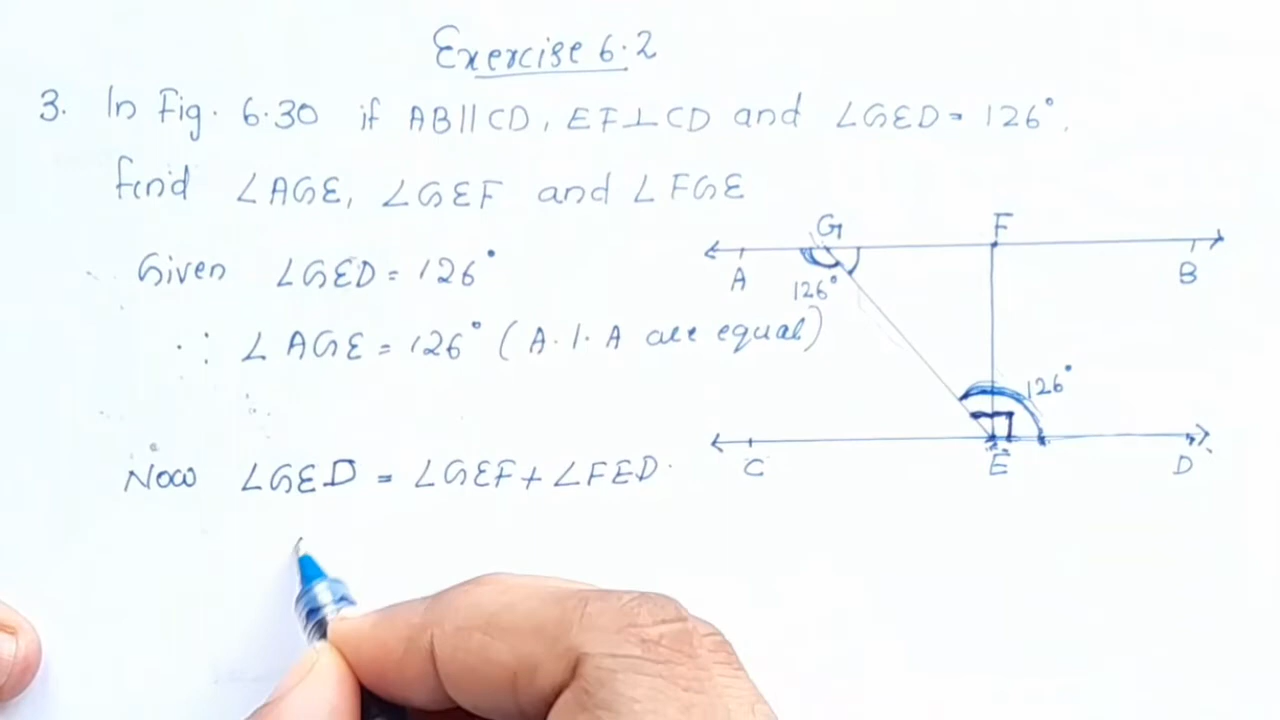 Exercise 6.2
3. In Fig. 6.30 if AB||CD, EF⊥CD and ∠GED = 126°.
find ∠AGE, ∠GEF and ∠FGE
Given ∠GED = 126°
∴ ∠AGE = 126° (A.I.A are equal)
Now ∠GED = ∠GEF + ∠FED.
G F
A B
126°
126°
C E D